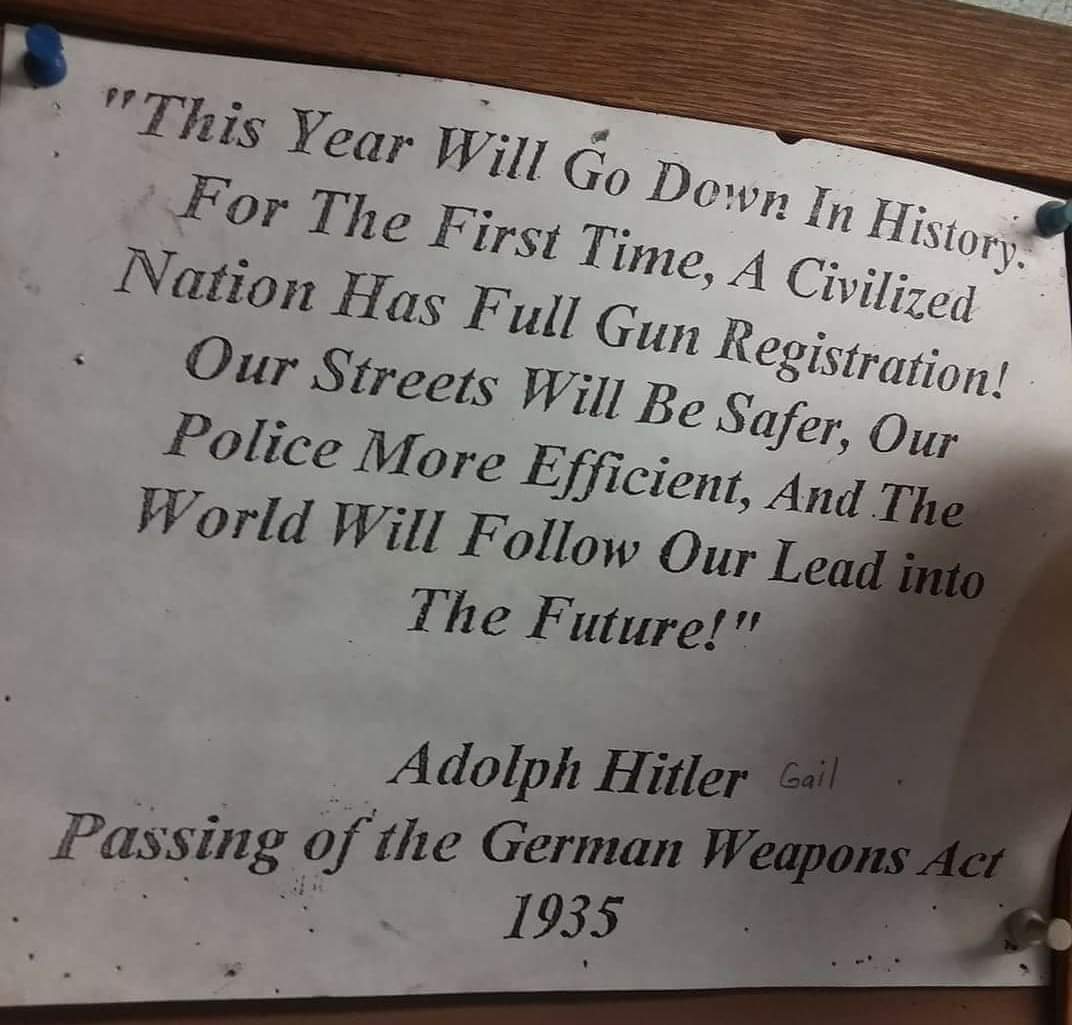 "This Year Will Go Down In History.
For The First Time, A Civilized
Nation Has Full Gun Registration!
Our Streets Will Be Safer, Our
Police More Efficient, And The
World Will Follow Our Lead into
The Future!"
Adolph Hitler Gail
Passing of the German Weapons Act
1935